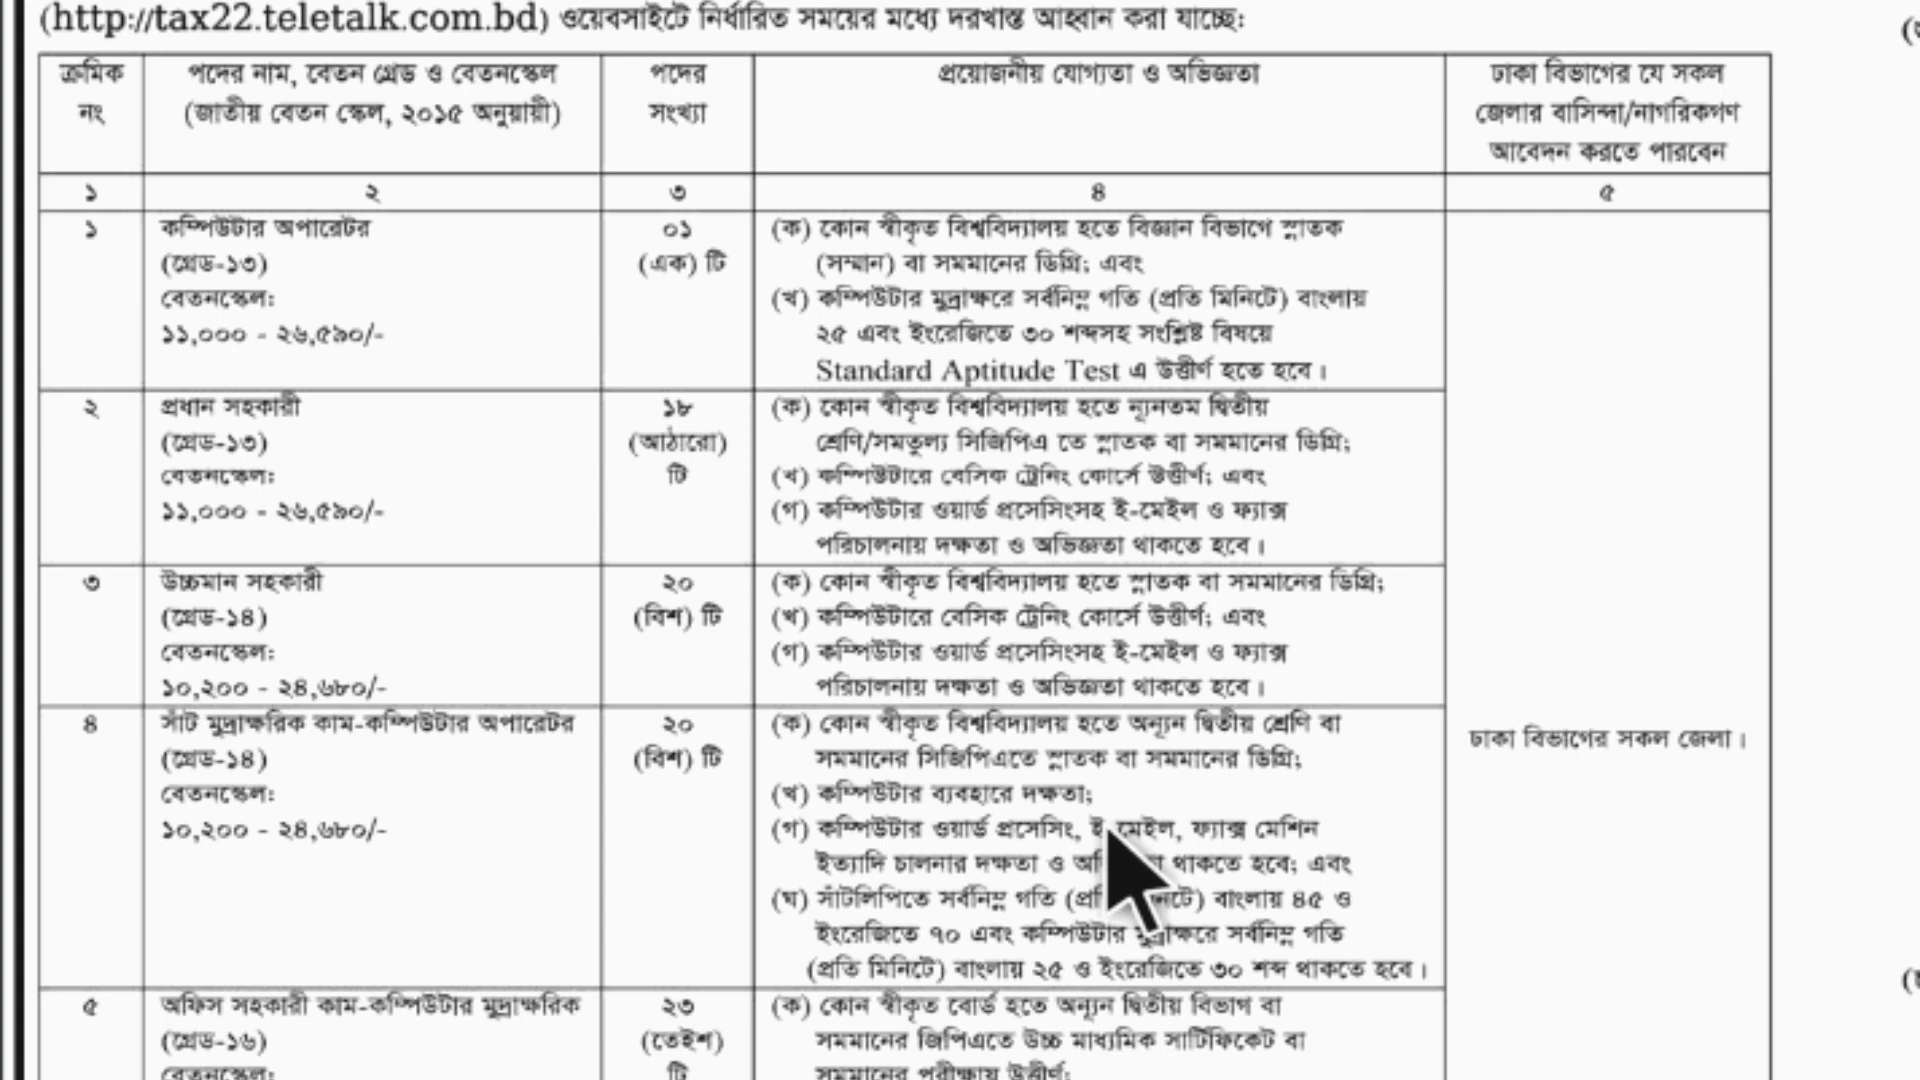 (http://tax22.teletalk.com.bd) ওয়েবসাইটে নির্ধারিত সময়ের মধ্যে দরখাস্ত আহবান করা যাচ্ছে:
ক্রমিক নং
পদের নাম, বেতন গ্রেড ও বেতনস্কেল
(জাতীয় বেতন স্কেল, ২০১৫ অনুয়ায়ী)
পদের
সংখ্যা
প্রয়োজনীয় যোগ্যতা ও অভিজ্ঞতা
ঢাকা বিভাগের যে সকল
জেলার বাসিন্দা/নাগরিকগণ
আবেদন করতে পারবেন
১ ২ ৩ ৪ ৫
১
কম্পিউটার অপারেটর
(গ্রেড-১৩)
বেতনস্কেল:
১১,০০০ - ২৬,৫৯০/-
০১
(এক) টি
(ক) কোন স্বীকৃত বিশ্ববিদ্যালয় হতে বিজ্ঞান বিভাগে স্নাতক
(সম্মান) বা সমমানের ডিগ্রি; এবং
(খ) কম্পিউটার মুদ্রাক্ষরে সর্বনিম্ন গতি (প্রতি মিনিটে) বাংলায়
২৫ এবং ইংরেজিতে ৩০ শব্দসহ সংশ্লিষ্ট বিষয়ে
Standard Aptitude Test এ উত্তীর্ণ হতে হবে।
২
প্রধান সহকারী
(গ্রেড-১৩)
বেতনস্কেল:
১১,০০০ - ২৬,৫৯০/-
১৮
(আঠারো)
টি
(ক) কোন স্বীকৃত বিশ্ববিদ্যালয় হতে ন্যূনতম দ্বিতীয়
শ্রেণি/সমতুল্য সিজিপিএ তে স্নাতক বা সমমানের ডিগ্রি;
(খ) কম্পিউটারে বেসিক ট্রেনিং কোর্সে উত্তীর্ণ; এবং
(গ) কম্পিউটার ওয়ার্ড প্রসেসিংসহ ই-মেইল ও ফ্যাক্স
পরিচালনায় দক্ষতা ও অভিজ্ঞতা থাকতে হবে।
৩
উচ্চমান সহকারী
(গ্রেড-১৪)
বেতনস্কেল:
১০,২০০ - ২৪,৬৮০/-
২০
(বিশ) টি
(ক) কোন স্বীকৃত বিশ্ববিদ্যালয় হতে স্নাতক বা সমমানের ডিগ্রি;
(খ) কম্পিউটারে বেসিক ট্রেনিং কোর্সে উত্তীর্ণ; এবং
(গ) কম্পিউটার ওয়ার্ড প্রসেসিংসহ ই-মেইল ও ফ্যাক্স
পরিচালনায় দক্ষতা ও অভিজ্ঞতা থাকতে হবে।
৪
সাঁট মুদ্রাক্ষরিক কাম-কম্পিউটার অপারেটর
(গ্রেড-১৪)
বেতনস্কেল:
১০,২০০ - ২৪,৬৮০/-
২০
(বিশ) টি
(ক) কোন স্বীকৃত বিশ্ববিদ্যালয় হতে অন্যূন দ্বিতীয় শ্রেণি বা
সমমানের সিজিপিএতে স্নাতক বা সমমানের ডিগ্রি;
(খ) কম্পিউটার ব্যবহারে দক্ষতা;
(গ) কম্পিউটার ওয়ার্ড প্রসেসিং, ই-মেইল, ফ্যাক্স মেশিন
ইত্যাদি চালনার দক্ষতা ও থাকতে হবে; এবং
(ঘ) সাঁটলিপিতে সর্বনিম্ন গতি বাংলায় ৪৫ ও
ইংরেজিতে ৭০ এবং কম্পিউটার মুদ্রাক্ষরে সর্বনিম্ন গতি
(প্রতি মিনিটে) বাংলায় ২৫ ও ইংরেজিতে ৩০ শব্দ থাকতে হবে।
ঢাকা বিভাগের সকল জেলা।
৫
অফিস সহকারী কাম-কম্পিউটার মুদ্রাক্ষরিক
(গ্রেড-১৬)
বেতনস্কেল:
২৩
(তেইশ)
টি
(ক) কোন স্বীকৃত বোর্ড হতে অন্যূন দ্বিতীয় বিভাগ বা
সমমানের জিপিএতে উচ্চ মাধ্যমিক সার্টিফিকেট বা
সমমানের পরীক্ষায় উত্তীর্ণ;